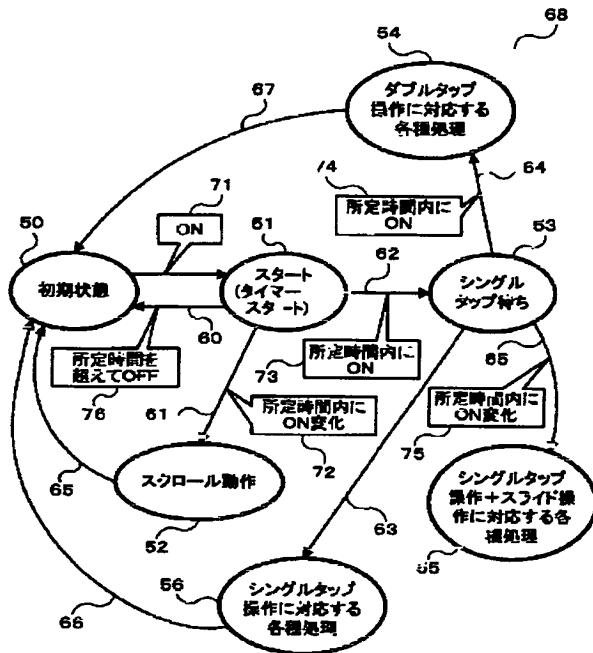 68
54
ダブルタップ
操作に対応する
各種処理
67
74
64
所定時間内に
ON
71
ON
50
初期状態
51
スタート
(タイマー
スタート)
62
53
シングル
タップ待ち
60
所定時間を
超えてOFF
76
73
所定時間内に
ON
65
所定時間内に
ON変化
75
61
所定時間内に
ON変化
72
65
スクロール動作
52
63
シングルタップ
操作+スライド操
作に対応する各
種処理
55
56
シングルタップ
操作に対応する
各種処理
66